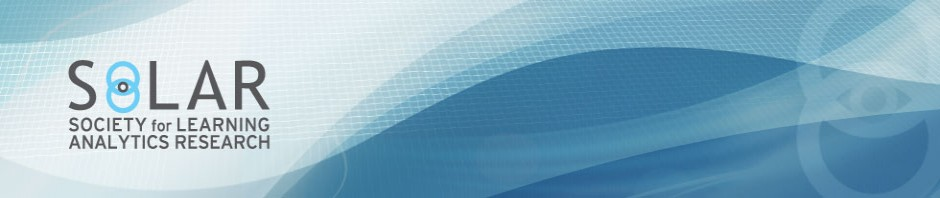 SOLAR
SOCIETY for LEARNING
ANALYTICS RESEARCH